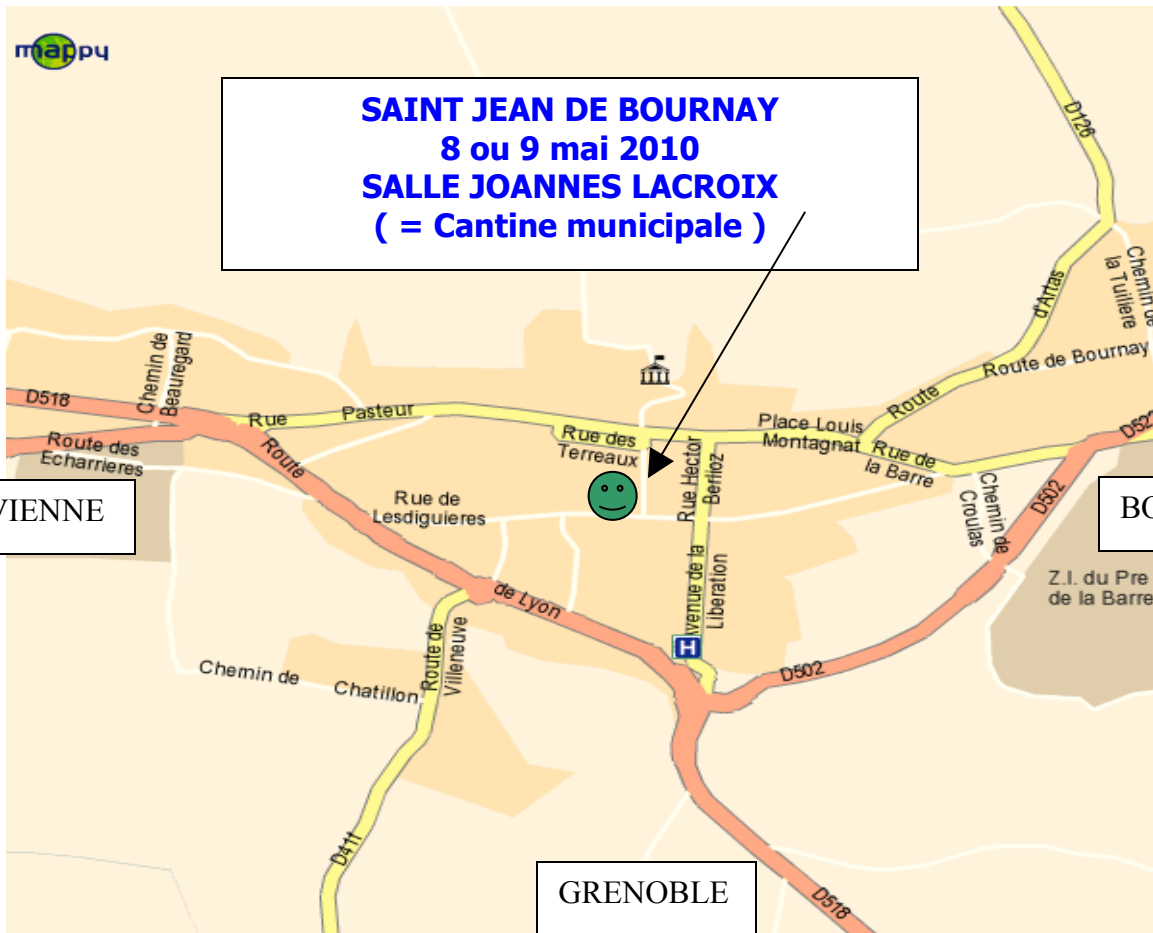 mappy
SAINT JEAN DE BOURNAY
8 ou 9 mai 2010
SALLE JOANNES LACROIX
( = Cantine municipale )
D126
Chemin de
la Tuiliere
d'Artas
Route de Bournay
Chemin de
Beauregard
D518
Rue
Pasteur
Route
Place Louis
Montagnat
Rue des
Terreaux
Rue Hector
Berlioz
Rue de
la Barre
D522
Route des
Echarrieres
Route
Rue de
Lesdiguieres
Chemin de
Croulas
D502
VIENNE
BO
Z.I. du Pre
de la Barre
de Lyon
Avenue de la
Liberation
H
Route de
Villeneuve
Chemin de
Chatillon
D502
D411
GRENOBLE
D518